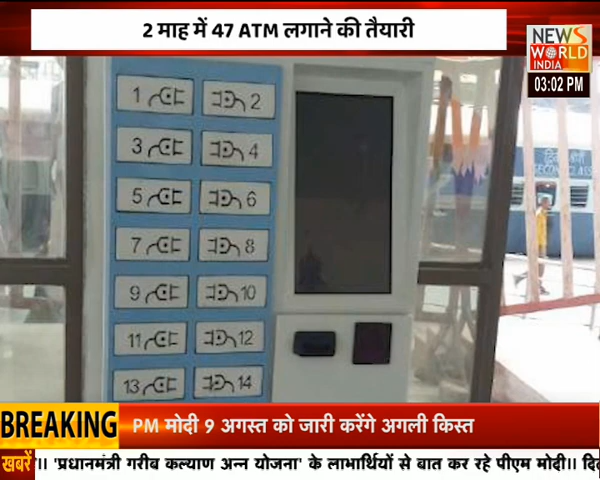 2 माह में 47 ATM लगाने की तैयारी
NEWS
WORLD
INDIA
03:02 PM
1 2
3 4
5 6
7 8
9 10
11 12
13 14
SECOND CLASS
BREAKING PM मोदी 9 अगस्त को जारी करेंगे अगली किस्त
खबरें ।। 'प्रधानमंत्री गरीब कल्याण अन्न योजना' के लाभार्थियों से बात कर रहे पीएम मोदी।।